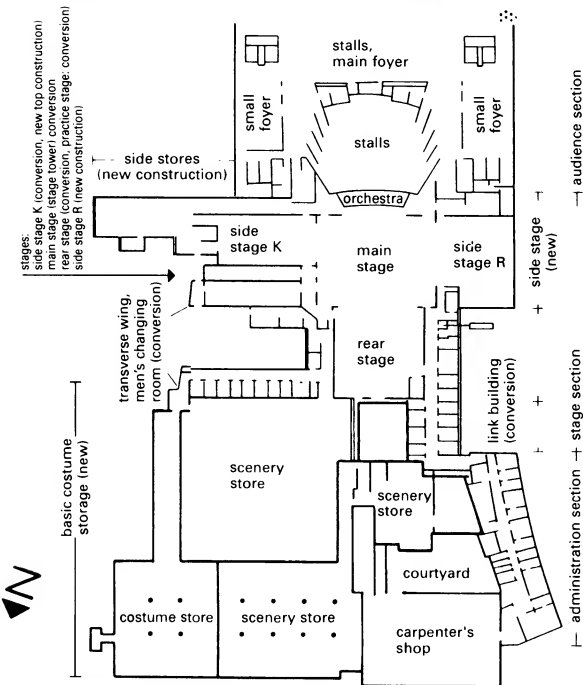 stages:
side stage K (conversion, new top construction)
main stage (stage tower) conversion
rear stage (conversion, practice stage: conversion)
side stage R (new construction)
stalls,
main foyer
small
foyer
small
foyer
stalls
side stores
(new construction)
orchestra
side
stage K
main
stage
side
stage R
rear
stage
transverse wing,
men's changing
room (conversion)
basic costume
storage (new)
scenery
store
scenery
store
courtyard
costume store
scenery store
carpenter's
shop
link building
(conversion)
side stage
(new)
audience section
stage section
administration section
N